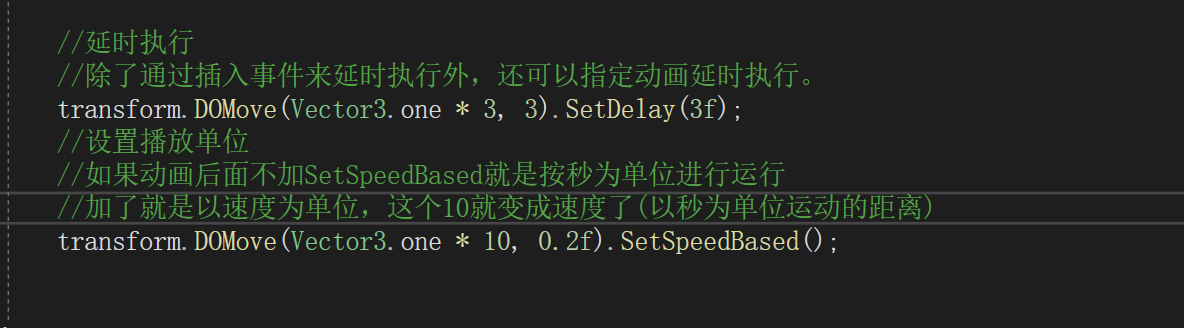 //延时执行
//除了通过插入事件来延时执行外，还可以指定动画延时执行。
transform.DOMove(Vector3.one * 3, 3).SetDelay(3f);
//设置播放单位
//如果动画后面不加SetSpeedBased就是按秒为单位进行运行
//加了就是以速度为单位，这个10就变成速度了(以秒为单位运动的距离)
transform.DOMove(Vector3.one * 10, 0.2f).SetSpeedBased();